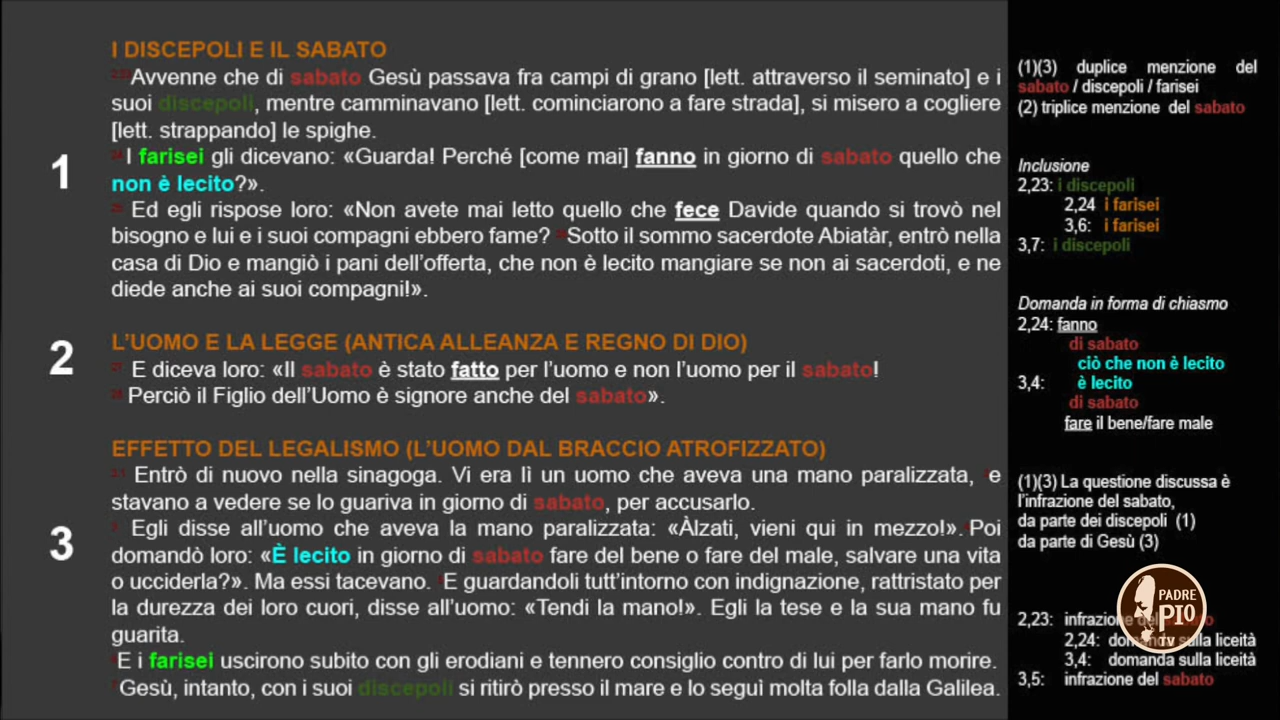 I DISCEPOLI E IL SABATO
Avvenne che di sabato Gesù passava fra campi di grano [lett. attraverso il seminato] e i
suoi discepoli, mentre camminavano [lett. cominciarono a fare strada], si misero a cogliere
[lett. strappando] le spighe.
1
I farisei gli dicevano: «Guarda! Perché [come mai] fanno in giorno di sabato quello che
non è lecito?».
Ed egli rispose loro: «Non avete mai letto quello che fece Davide quando si trovò nel
bisogno e lui e i suoi compagni ebbero fame? Sotto il sommo sacerdote Abiatàr, entrò nella
casa di Dio e mangiò i pani dell'offerta, che non è lecito mangiare se non ai sacerdoti, e ne
diede anche ai suoi compagni!».
L'UOMO E LA LEGGE (ANTICA ALLEANZA E REGNO DI DIO)
2
E diceva loro: «Il sabato è stato fatto per l'uomo e non l'uomo per il sabato!
Perciò il Figlio dell'Uomo è signore anche del sabato».
EFFETTO DEL LEGALISMO (L'UOMO DAL BRACCIO ATROFIZZATO)
Entrò di nuovo nella sinagoga. Vi era lì un uomo che aveva una mano paralizzata, e
stavano a vedere se lo guariva in giorno di sabato, per accusarlo.
3
Egli disse all'uomo che aveva la mano paralizzata: «Àlzati, vieni qui in mezzo!». Poi
domandò loro: «È lecito in giorno di sabato fare del bene o fare del male, salvare una vita
o ucciderla?». Ma essi tacevano. E guardandoli tutt'intorno con indignazione, rattristato per
la durezza dei loro cuori, disse all'uomo: «Tendi la mano!». Egli la tese e la sua mano fu
guarita.
E i farisei uscirono subito con gli erodiani e tennero consiglio contro di lui per farlo morire.
Gesù, intanto, con i suoi discepoli si ritirò presso il mare e lo seguì molta folla dalla Galilea.
(1)(3) duplice menzione del
sabato / discepoli / farisei
(2) triplice menzione del sabato
Inclusione
2,23: i discepoli
2,24 i farisei
3,6: i farisei
3,7: i discepoli
Domanda in forma di chiasmo
2,24: fanno
di sabato
ciò che non è lecito
3,4: è lecito
di sabato
fare il bene/fare male
(1)(3) La questione discussa è
l'infrazione del sabato,
da parte dei discepoli (1)
da parte di Gesù (3)
2,23: infrazione
2,24: domanda sulla liceità
3,4: domanda sulla liceità
3,5: infrazione del sabato
PADRE
PIO
tv